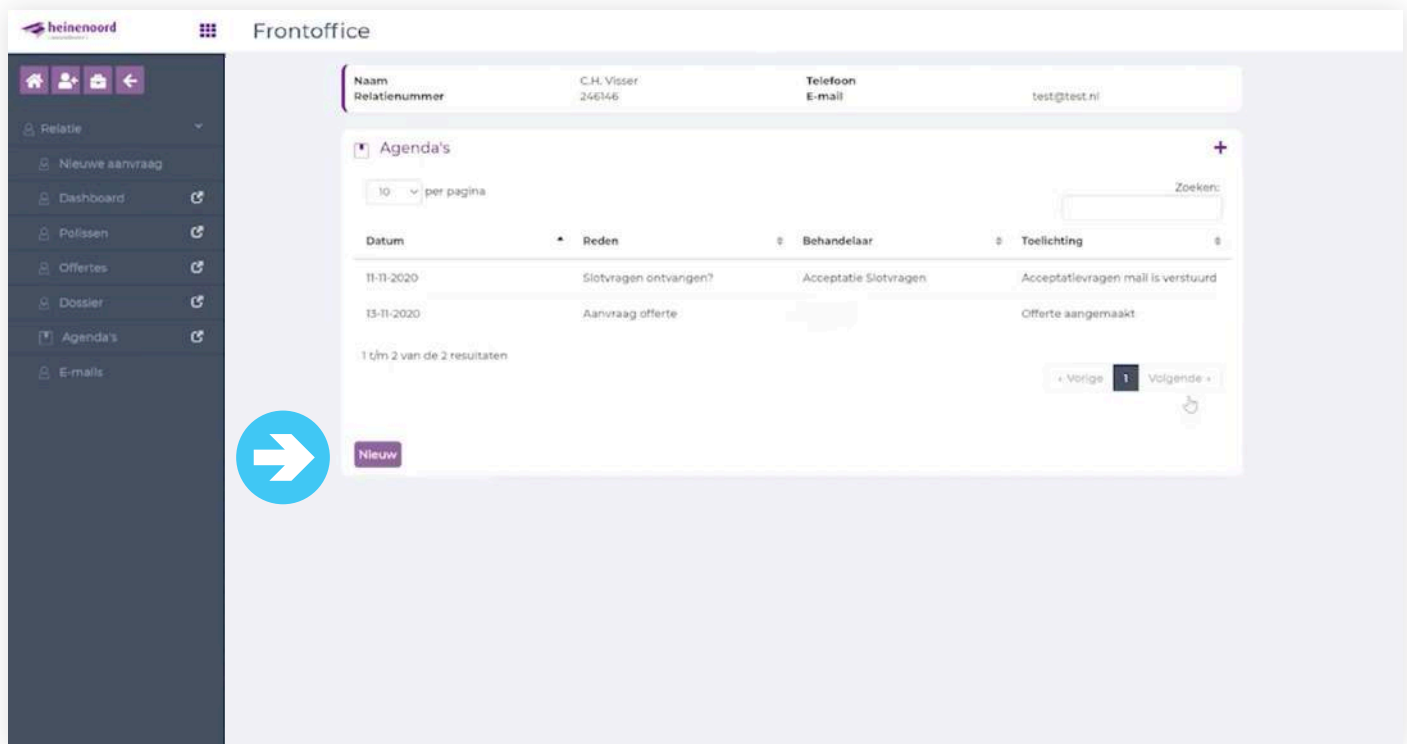 heinenoord
Frontoffice
Naam C.H. Visser Telefoon
Relatienummer 246146 E-mail test@test.nl
Relatie
Nieuwe aanvraag
Dashboard
Polissen
Offertes
Dossier
Agenda's
E-mails
Agenda's
10 per pagina
Zoeken:
Datum Reden Behandelaar Toelichting
11-11-2020 Slotvragen ontvangen? Acceptatie Slotvragen Acceptatievragen mail is verstuurd
13-11-2020 Aanvraag offerte Offerte aangemaakt
1 t/m 2 van de 2 resultaten
« Vorige 1 Volgende »
Nieuw